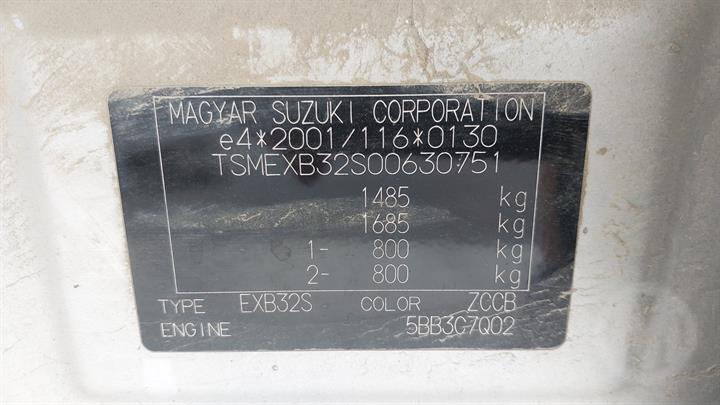 MAGYAR SUZUKI CORPORATION
e4*2001/116*0130
TSMEXB32S00630751
1485 kg
1685 kg
1- 800 kg
2- 800 kg
TYPE EXB32S COLOR ZCCB
ENGINE 5BB3C7Q02